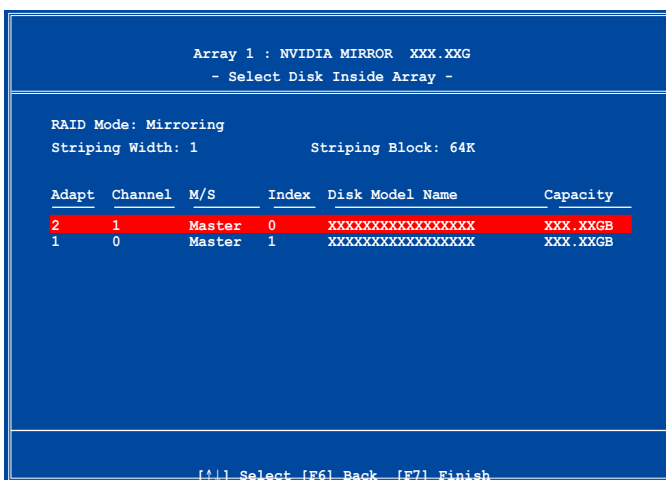 Array 1 : NVIDIA MIRROR XXX.XXG
- Select Disk Inside Array -
RAID Mode: Mirroring
Striping Width: 1 Striping Block: 64K
Adapt Channel M/S Index Disk Model Name Capacity
2 1 Master 0 XXXXXXXXXXXXXXXXX XXX.XXGB
1 0 Master 1 XXXXXXXXXXXXXXXXX XXX.XXGB
[↑↓] Select [F6] Back [F7] Finish